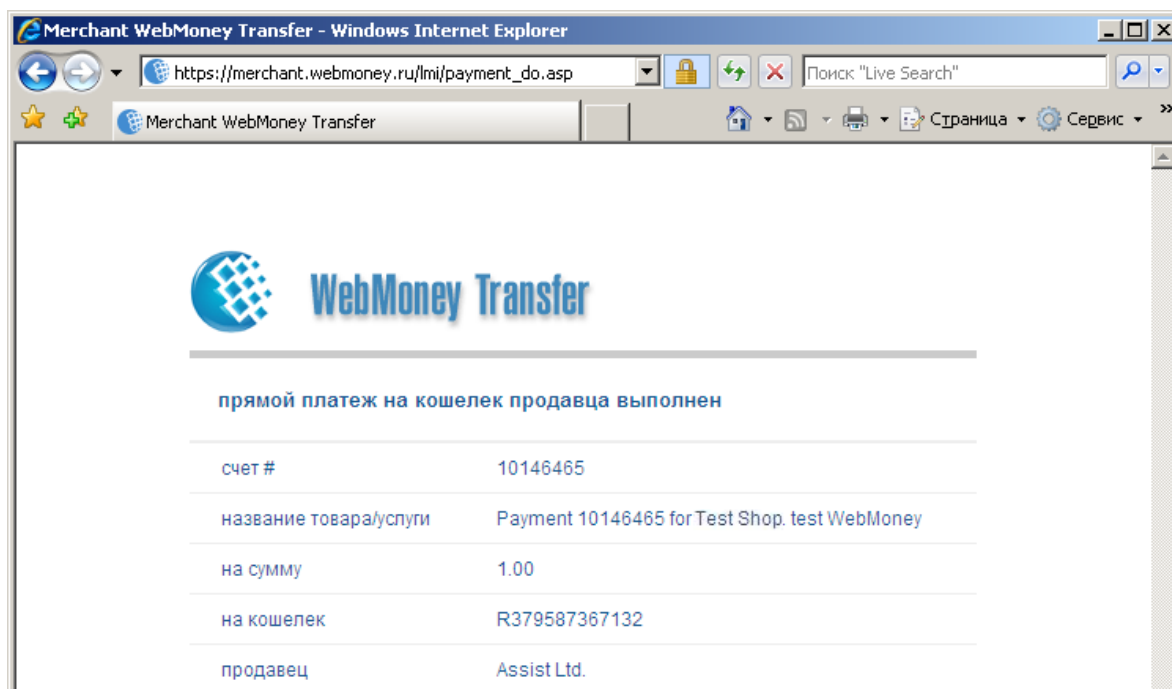 Merchant WebMoney Transfer - Windows Internet Explorer
https://merchant.webmoney.ru/lmi/payment_do.asp Поиск "Live Search"
Merchant WebMoney Transfer Страница Сервис »
WebMoney Transfer
прямой платеж на кошелек продавца выполнен
счет # 10146465
название товара/услуги Payment 10146465 for Test Shop. test WebMoney
на сумму 1.00
на кошелек R379587367132
продавец Assist Ltd.